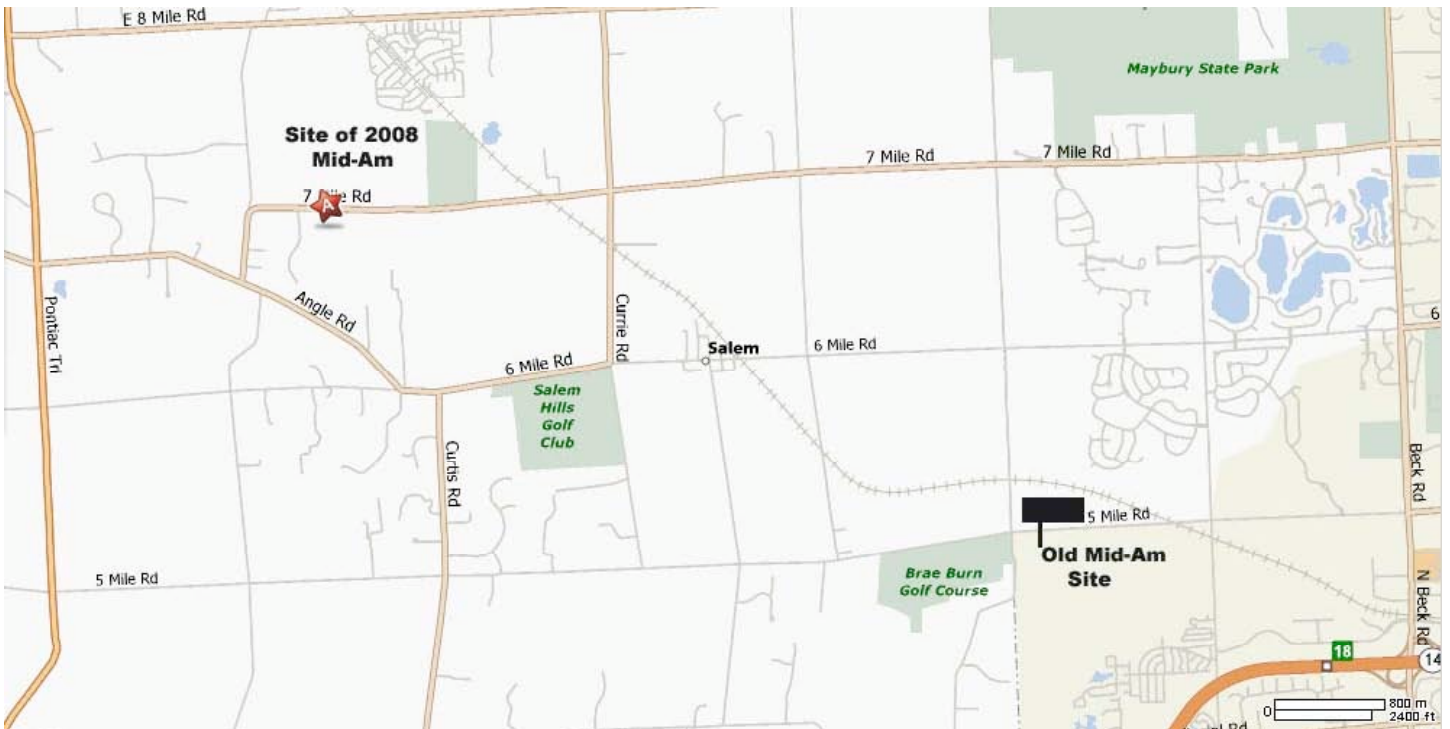 E 8 Mile Rd
Maybury State Park
Site of 2008
Mid-Am
7 Mile Rd
7 Mile Rd
7 Rd
A
Pontiac Trl
Angle Rd
Currie Rd
Salem
6 Mile Rd
6 Mile Rd
6
Salem
Hills
Golf
Club
Curtis Rd
Beck Rd
5 Mile Rd
Old Mid-Am
Site
5 Mile Rd
Brae Burn
Golf Course
N Beck Rd
18
14
0
800 m
2400 ft
Rd